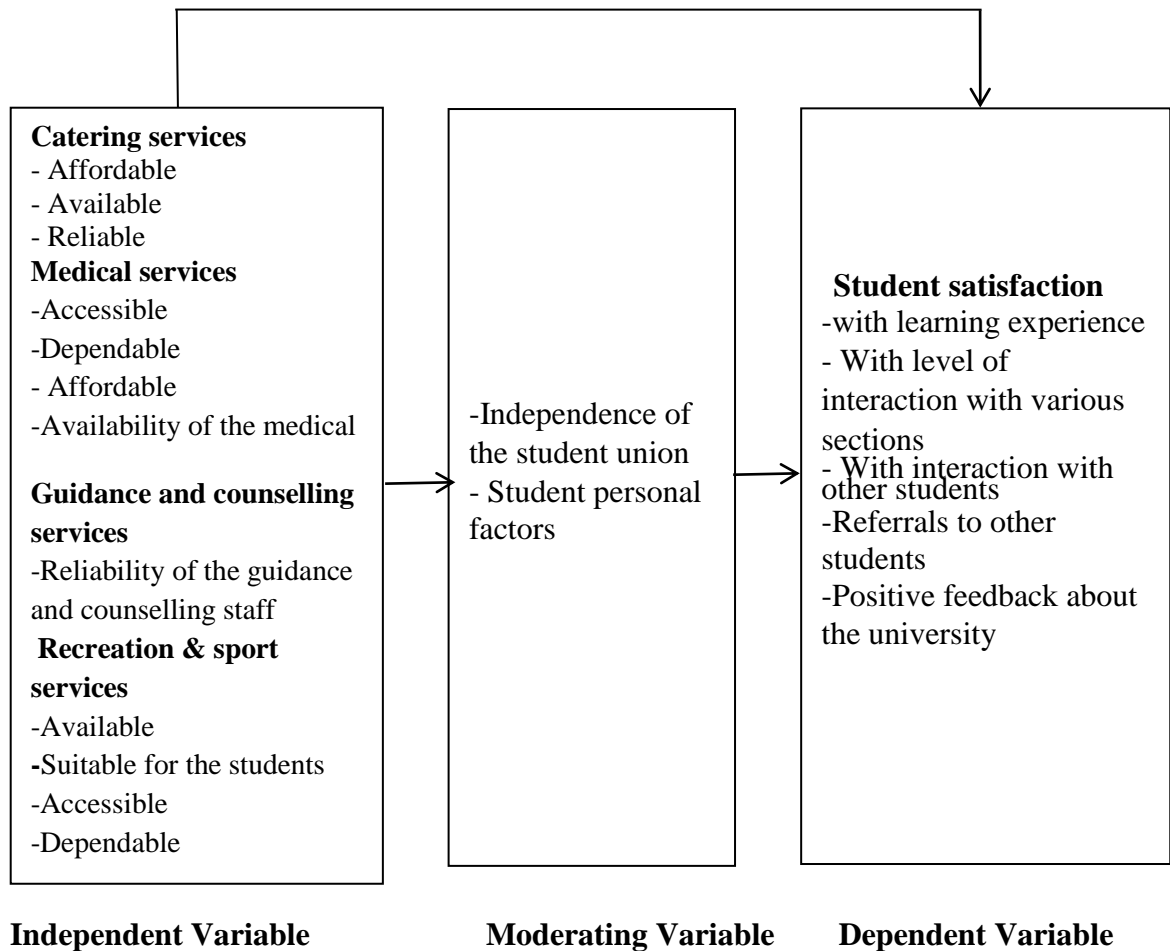 Catering services
- Affordable
- Available
- Reliable
Medical services
-Accessible
-Dependable
- Affordable
-Availability of the medical
Guidance and counselling
services
-Reliability of the guidance
and counselling staff
Recreation & sport
services
-Available
-Suitable for the students
-Accessible
-Dependable
-Independence of
the student union
- Student personal
factors
Student satisfaction
-with learning experience
- With level of
interaction with various
sections
- With interaction with
other students
-Referrals to other
students
-Positive feedback about
the university
Independent Variable
Moderating Variable
Dependent Variable